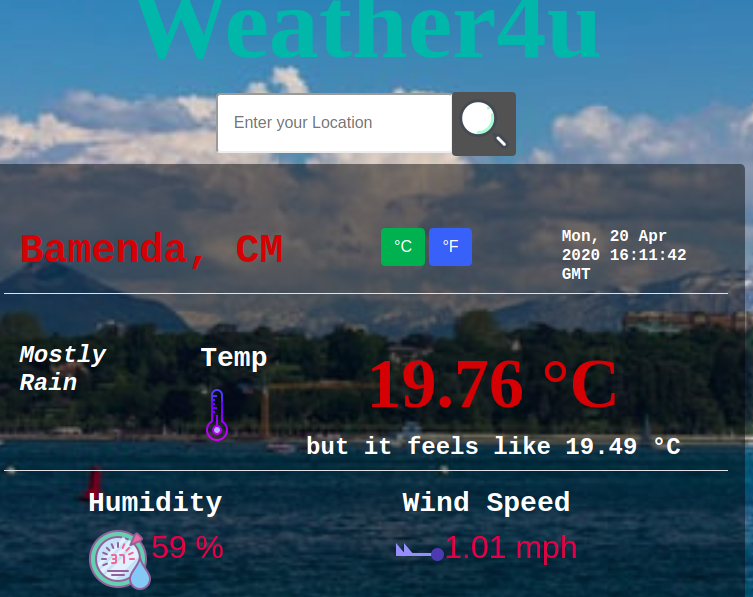 Weather4u
Enter your Location
Bamenda, CM
°C
°F
Mon, 20 Apr
2020 16:11:42
GMT
Mostly
Rain
Temp
19.76 °C
but it feels like 19.49 °C
Humidity
Wind Speed
37
59 %
1.01 mph